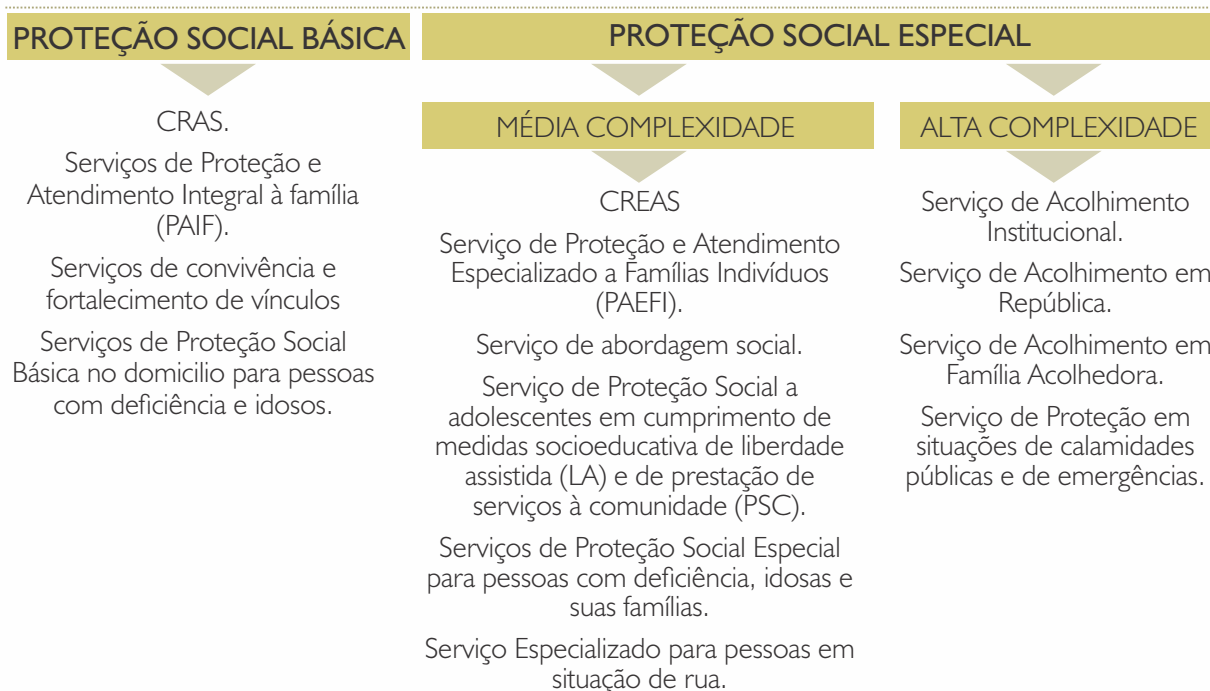 PROTEÇÃO SOCIAL BÁSICA
CRAS.
Serviços de Proteção e
Atendimento Integral à família
(PAIF).
Serviços de convivência e
fortalecimento de vínculos
Serviços de Proteção Social
Básica no domicilio para pessoas
com deficiência e idosos.
PROTEÇÃO SOCIAL ESPECIAL
MÉDIA COMPLEXIDADE
CREAS
Serviço de Proteção e Atendimento
Especializado a Famílias Indivíduos
(PAEFI).
Serviço de abordagem social.
Serviço de Proteção Social a
adolescentes em cumprimento de
medidas socioeducativa de liberdade
assistida (LA) e de prestação de
serviços à comunidade (PSC).
Serviços de Proteção Social Especial
para pessoas com deficiência, idosas e
suas famílias.
Serviço Especializado para pessoas em
situação de rua.
ALTA COMPLEXIDADE
Serviço de Acolhimento
Institucional.
Serviço de Acolhimento em
República.
Serviço de Acolhimento em
Família Acolhedora.
Serviço de Proteção em
situações de calamidades
públicas e de emergências.